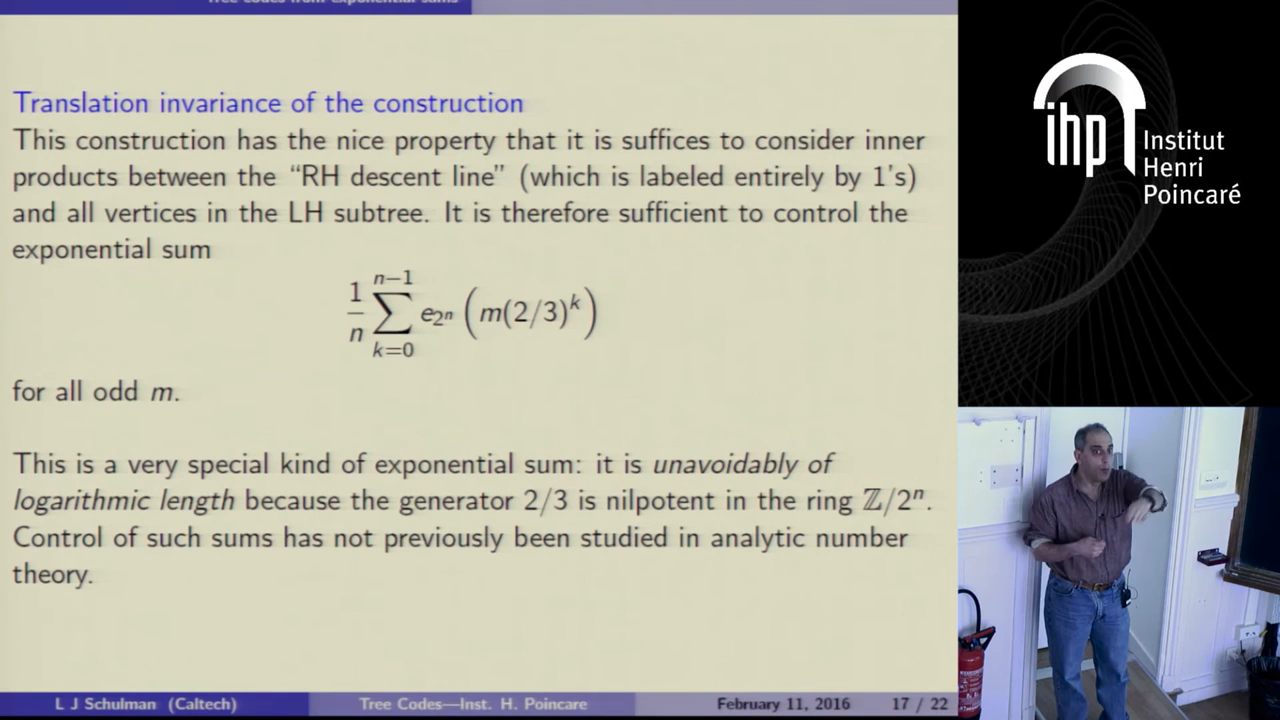 Tree codes from exponential sums
Translation invariance of the construction
This construction has the nice property that it is suffices to consider inner
products between the “RH descent line” (which is labeled entirely by 1's)
and all vertices in the LH subtree. It is therefore sufficient to control the
exponential sum
1/n ∑_{k=0}^{n−1} e_{2^n} (m(2/3)^k)
for all odd m.
This is a very special kind of exponential sum: it is unavoidably of
logarithmic length because the generator 2/3 is nilpotent in the ring ℤ/2^n.
Control of such sums has not previously been studied in analytic number
theory.
L J Schulman (Caltech)
Tree Codes—Inst. H. Poincare
February 11, 2016
17 / 22
ihp
Institut
Henri
Poincaré